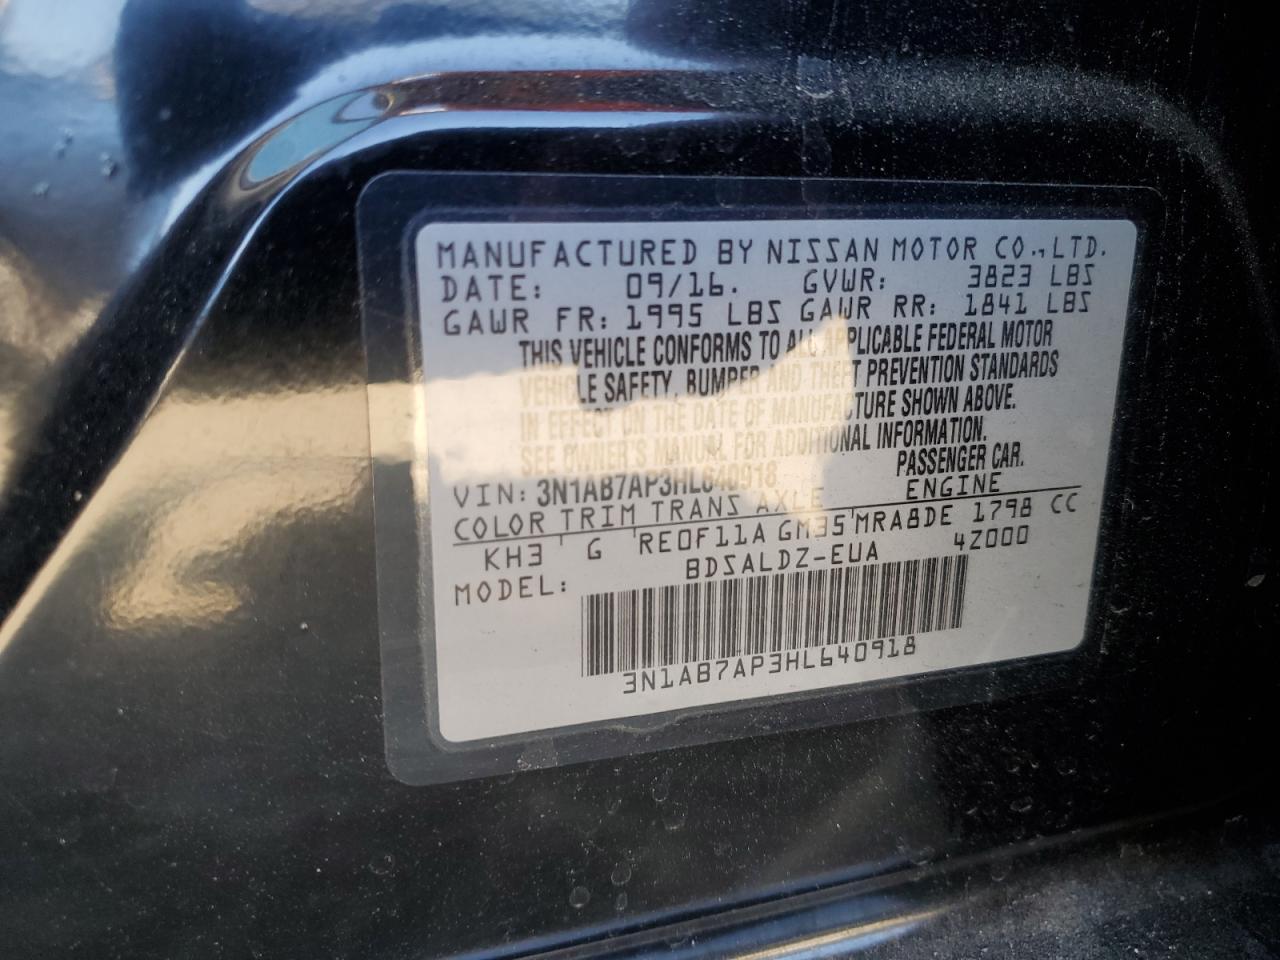 MANUFACTURED BY NISSAN MOTOR CO.,LTD.
DATE: 09/16. GVWR: 3823 LBS
GAWR FR: 1995 LBS GAWR RR: 1841 LBS
THIS VEHICLE CONFORMS TO ALL APPLICABLE FEDERAL MOTOR
VEHICLE SAFETY, BUMPER AND THEFT PREVENTION STANDARDS
IN EFFECT ON THE DATE OF MANUFACTURE SHOWN ABOVE.
SEE OWNER'S MANUAL FOR ADDITIONAL INFORMATION.
VIN: 3N1AB7AP3HL640918 PASSENGER CAR.
COLOR TRIM TRANS AXLE ENGINE
KH3 G RE0F11A GM35 MRA8DE 1798 CC
MODEL: BDSALDZ-EUA 4Z000
3N1AB7AP3HL640918